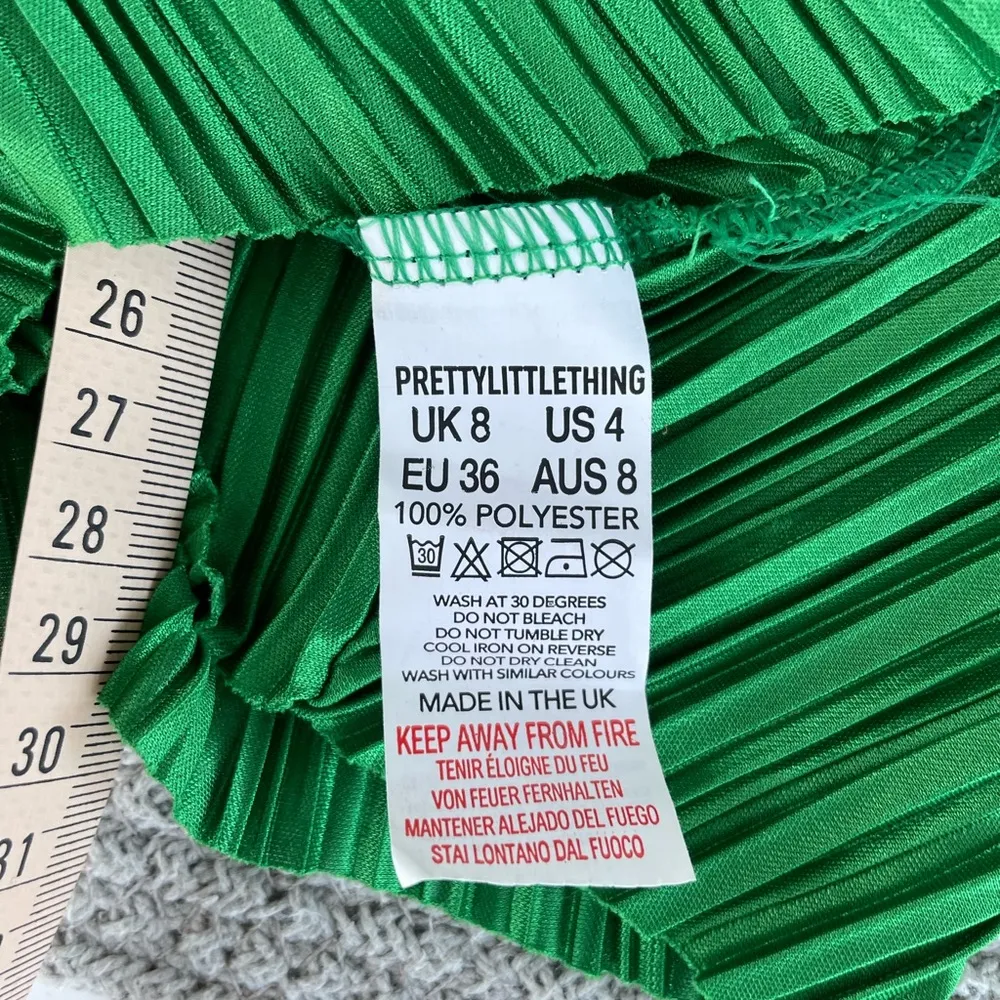 26
27
28
29
30
31
PRETTYLITTLETHING
UK 8 US 4
EU 36 AUS 8
100% POLYESTER
30
WASH AT 30 DEGREES
DO NOT BLEACH
DO NOT TUMBLE DRY
COOL IRON ON REVERSE
DO NOT DRY CLEAN
WASH WITH SIMILAR COLOURS
MADE IN THE UK
KEEP AWAY FROM FIRE
TENIR ÉLOIGNE DU FEU
VON FEUER FERNHALTEN
MANTENER ALEJADO DEL FUEGO
STAI LONTANO DAL FUOCO